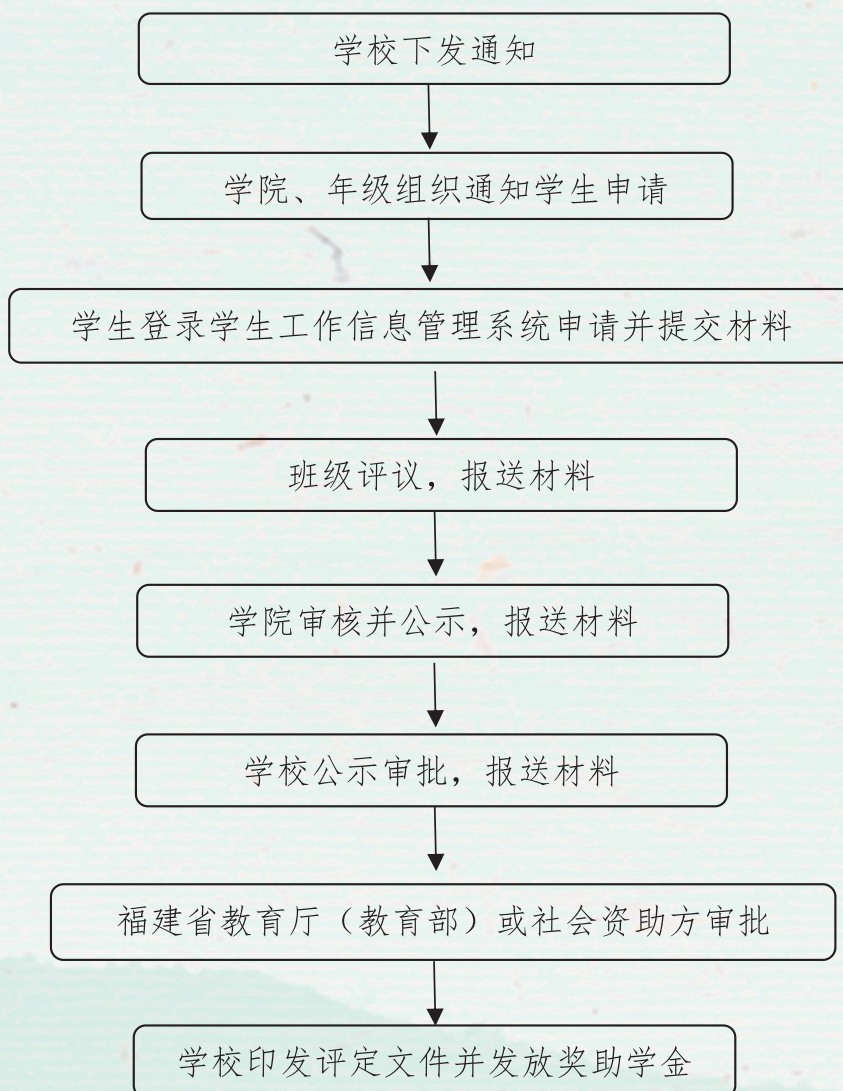 学校下发通知
学院、年级组织通知学生申请
学生登录学生工作信息管理系统申请并提交材料
班级评议，报送材料
学院审核并公示，报送材料
学校公示审批，报送材料
福建省教育厅（教育部）或社会资助方审批
学校印发评定文件并发放奖助学金